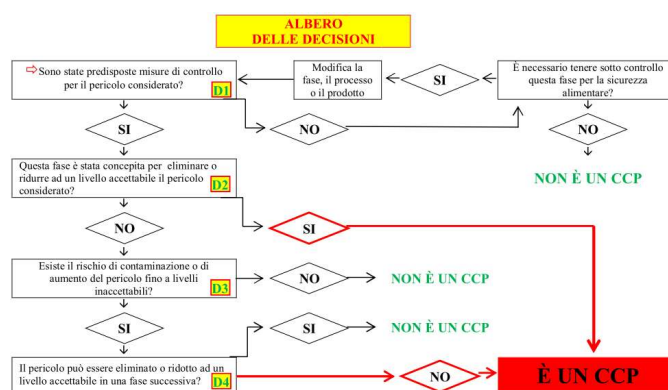 ALBERO
DELLE DECISIONI
⇨Sono state predisposte misure di controllo
per il pericolo considerato?
D1
Modifica la
fase, il processo
o il prodotto
SI
È necessario tenere sotto controllo
questa fase per la sicurezza
alimentare?
SI
NO
NO
Questa fase è stata concepita per eliminare o
ridurre ad un livello accettabile il pericolo
considerato?
D2
NON È UN CCP
NO
SI
Esiste il rischio di contaminazione o di
aumento del pericolo fino a livelli
inaccettabili?
D3
NO
NON È UN CCP
SI
SI
NON È UN CCP
Il pericolo può essere eliminato o ridotto ad un
livello accettabile in una fase successiva?
D4
NO
È UN CCP